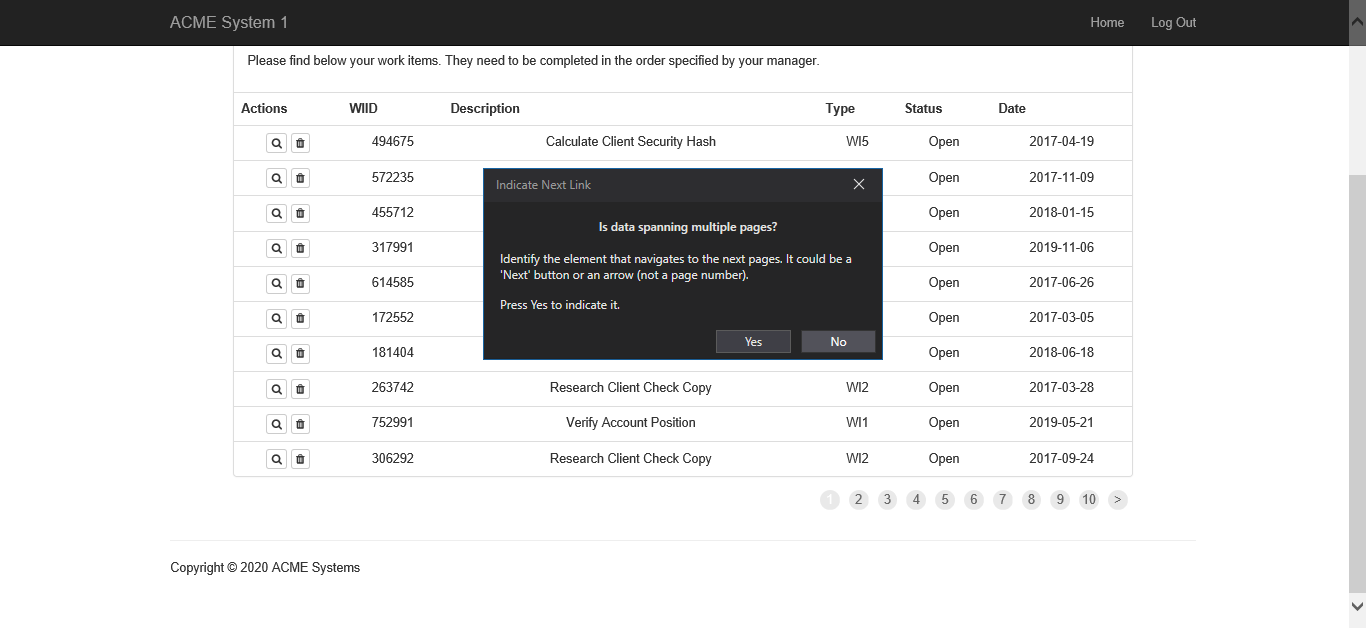 ACME System 1 Home Log Out
Please find below your work items. They need to be completed in the order specified by your manager.
Actions WIID Description Type Status Date
494675 Calculate Client Security Hash WI5 Open 2017-04-19
572235 Open 2017-11-09
455712 Open 2018-01-15
317991 Open 2019-11-06
614585 Open 2017-06-26
172552 Open 2017-03-05
181404 Open 2018-06-18
263742 Research Client Check Copy WI2 Open 2017-03-28
752991 Verify Account Position WI1 Open 2019-05-21
306292 Research Client Check Copy WI2 Open 2017-09-24
Indicate Next Link
Is data spanning multiple pages?
Identify the element that navigates to the next pages. It could be a
'Next' button or an arrow (not a page number).
Press Yes to indicate it.
Yes No
1 2 3 4 5 6 7 8 9 10 >
Copyright © 2020 ACME Systems